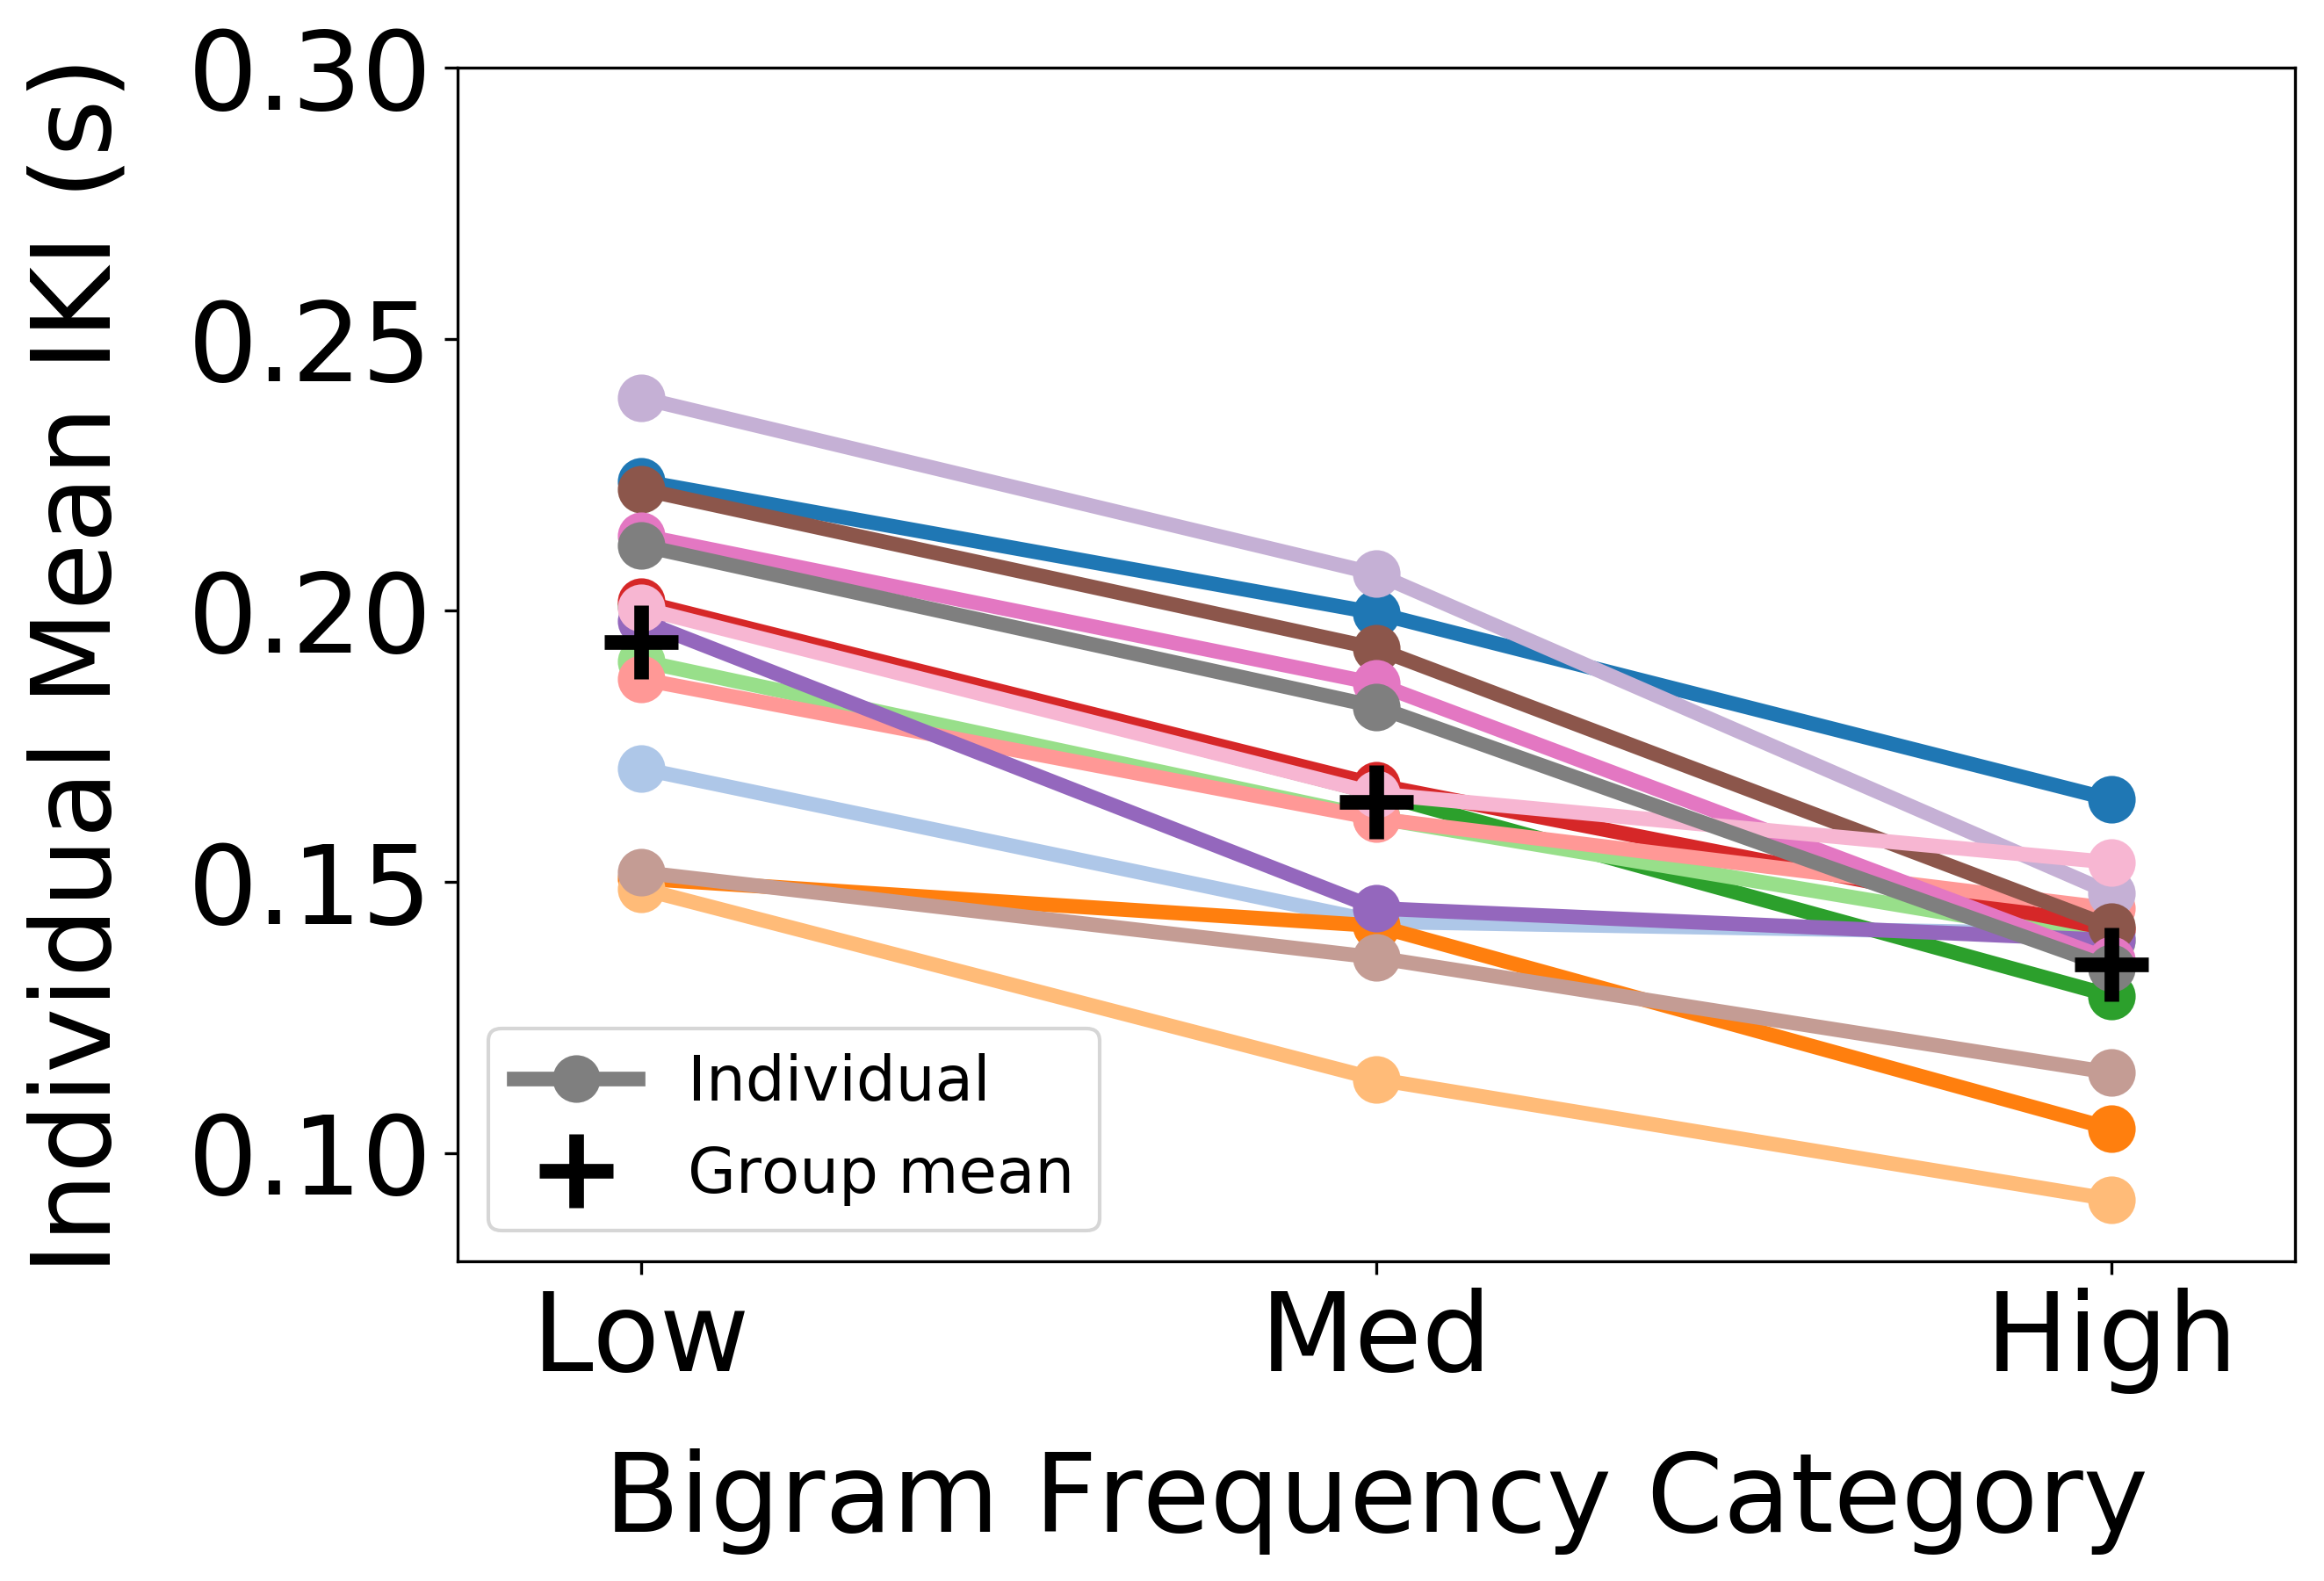 Individual Mean IKI (s)
0.30
0.25
0.20
0.15
0.10
Individual
Group mean
Low Med High
Bigram Frequency Category